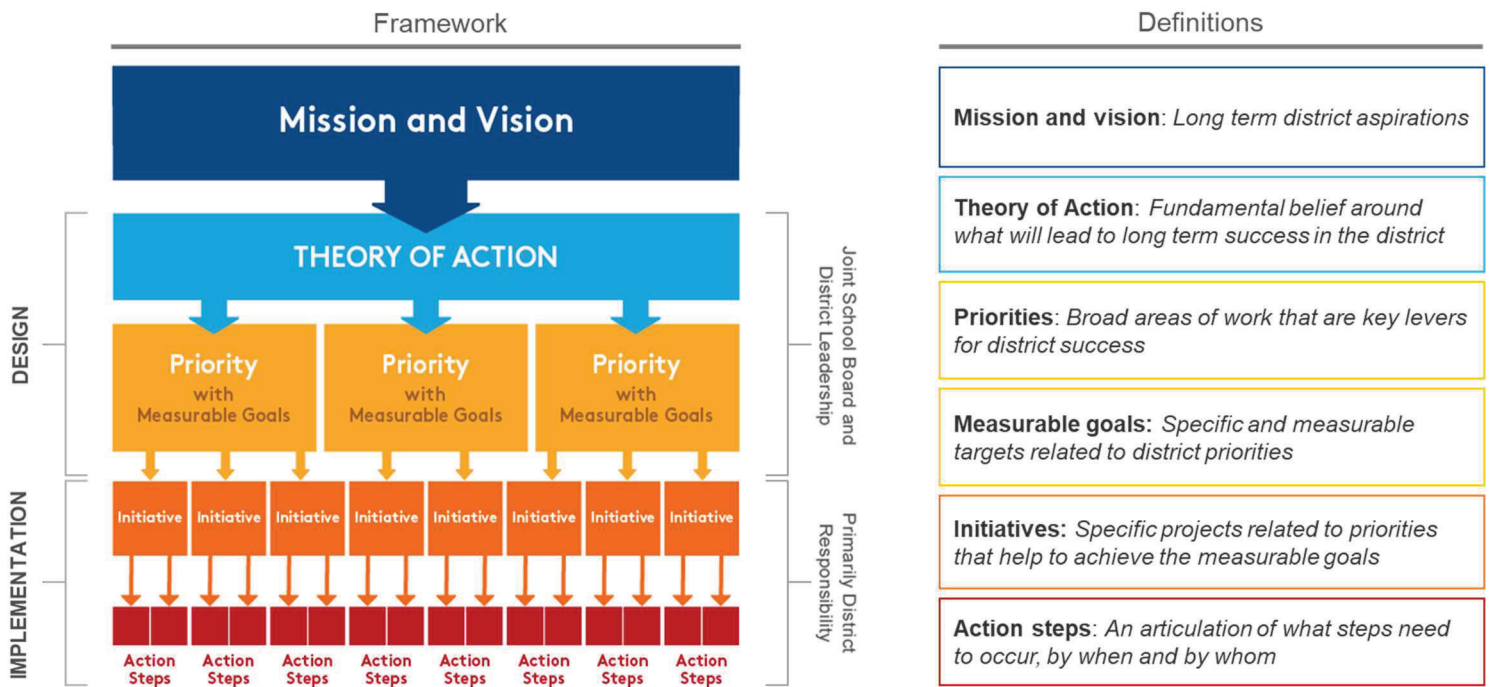 Framework
Mission and Vision
THEORY OF ACTION
Priority
with
Measurable Goals
Priority
with
Measurable Goals
Priority
with
Measurable Goals
Initiative
Initiative
Initiative
Initiative
Initiative
Initiative
Initiative
Initiative
Action
Steps
Action
Steps
Action
Steps
Action
Steps
Action
Steps
Action
Steps
Action
Steps
Action
Steps
DESIGN
IMPLEMENTATION
Joint School Board and
District Leadership
Primarily District
Responsibility
Definitions
Mission and vision: Long term district aspirations
Theory of Action: Fundamental belief around
what will lead to long term success in the district
Priorities: Broad areas of work that are key levers
for district success
Measurable goals: Specific and measurable
targets related to district priorities
Initiatives: Specific projects related to priorities
that help to achieve the measurable goals
Action steps: An articulation of what steps need
to occur, by when and by whom